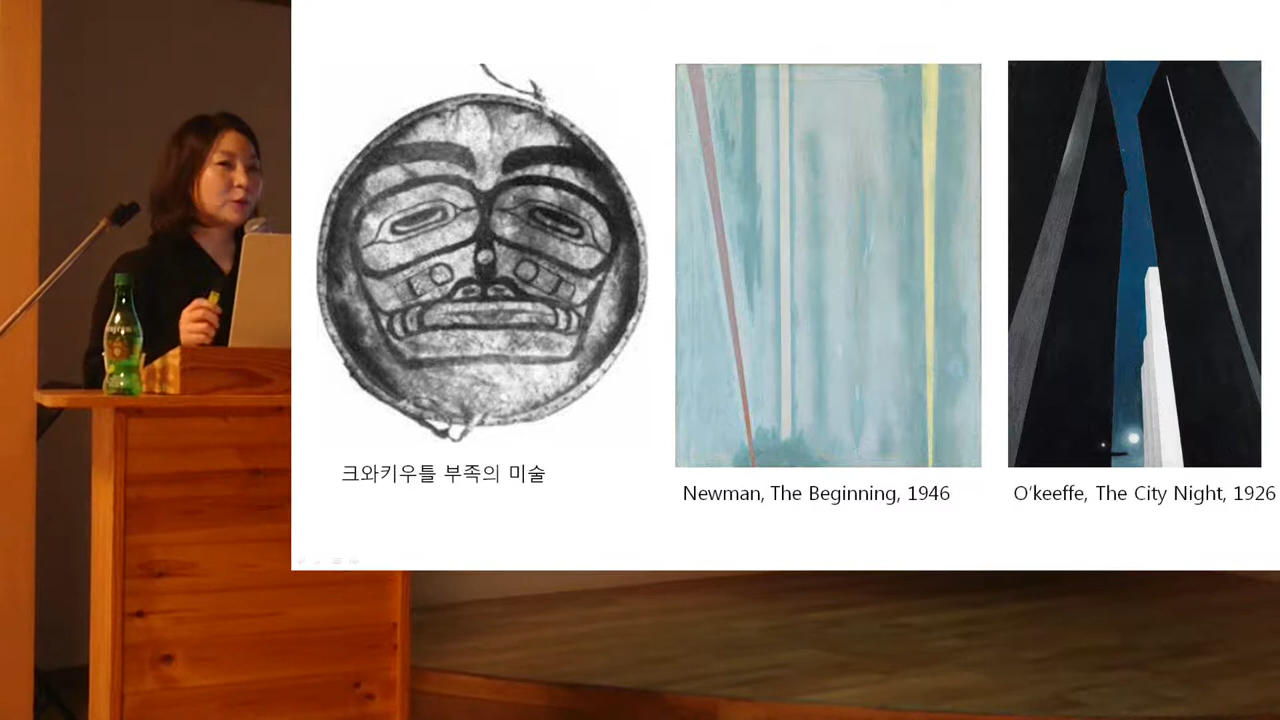 크와키우틀 부족의 미술
Newman, The Beginning, 1946
O'keeffe, The City Night, 1926